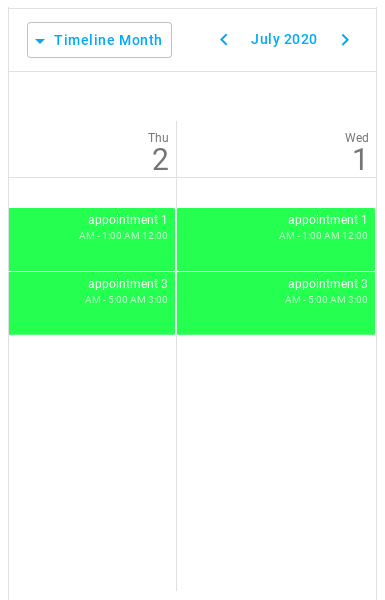 Timeline Month
July 2020
Thu
2
Wed
1
appointment 1
AM - 1:00 AM 12:00
appointment 1
AM - 1:00 AM 12:00
appointment 3
AM - 5:00 AM 3:00
appointment 3
AM - 5:00 AM 3:00